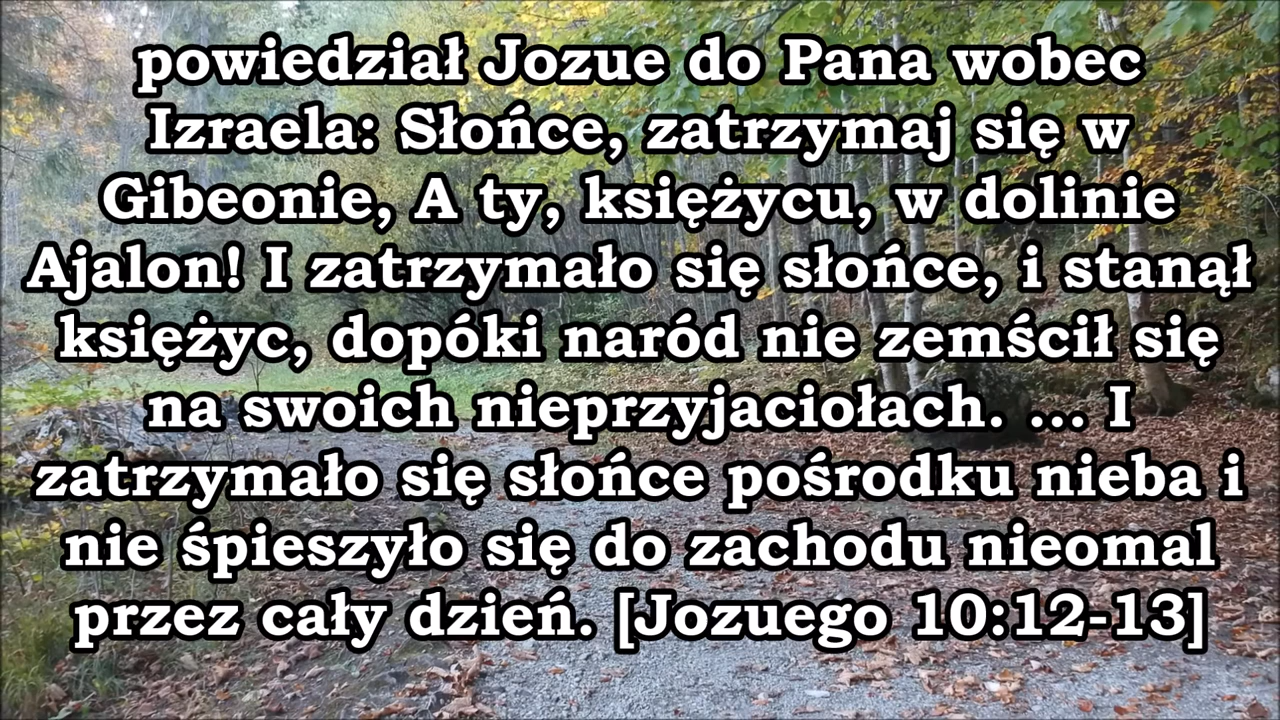 powiedział Jozue do Pana wobec
Izraela: Słońce, zatrzymaj się w
Gibeonie, A ty, księżycu, w dolinie
Ajalon! I zatrzymało się słońce, i stanął
księżyc, dopóki naród nie zemścił się
na swoich nieprzyjaciołach. ... I
zatrzymało się słońce pośrodku nieba i
nie śpieszyło się do zachodu nieomal
przez cały dzień. [Jozuego 10:12-13]